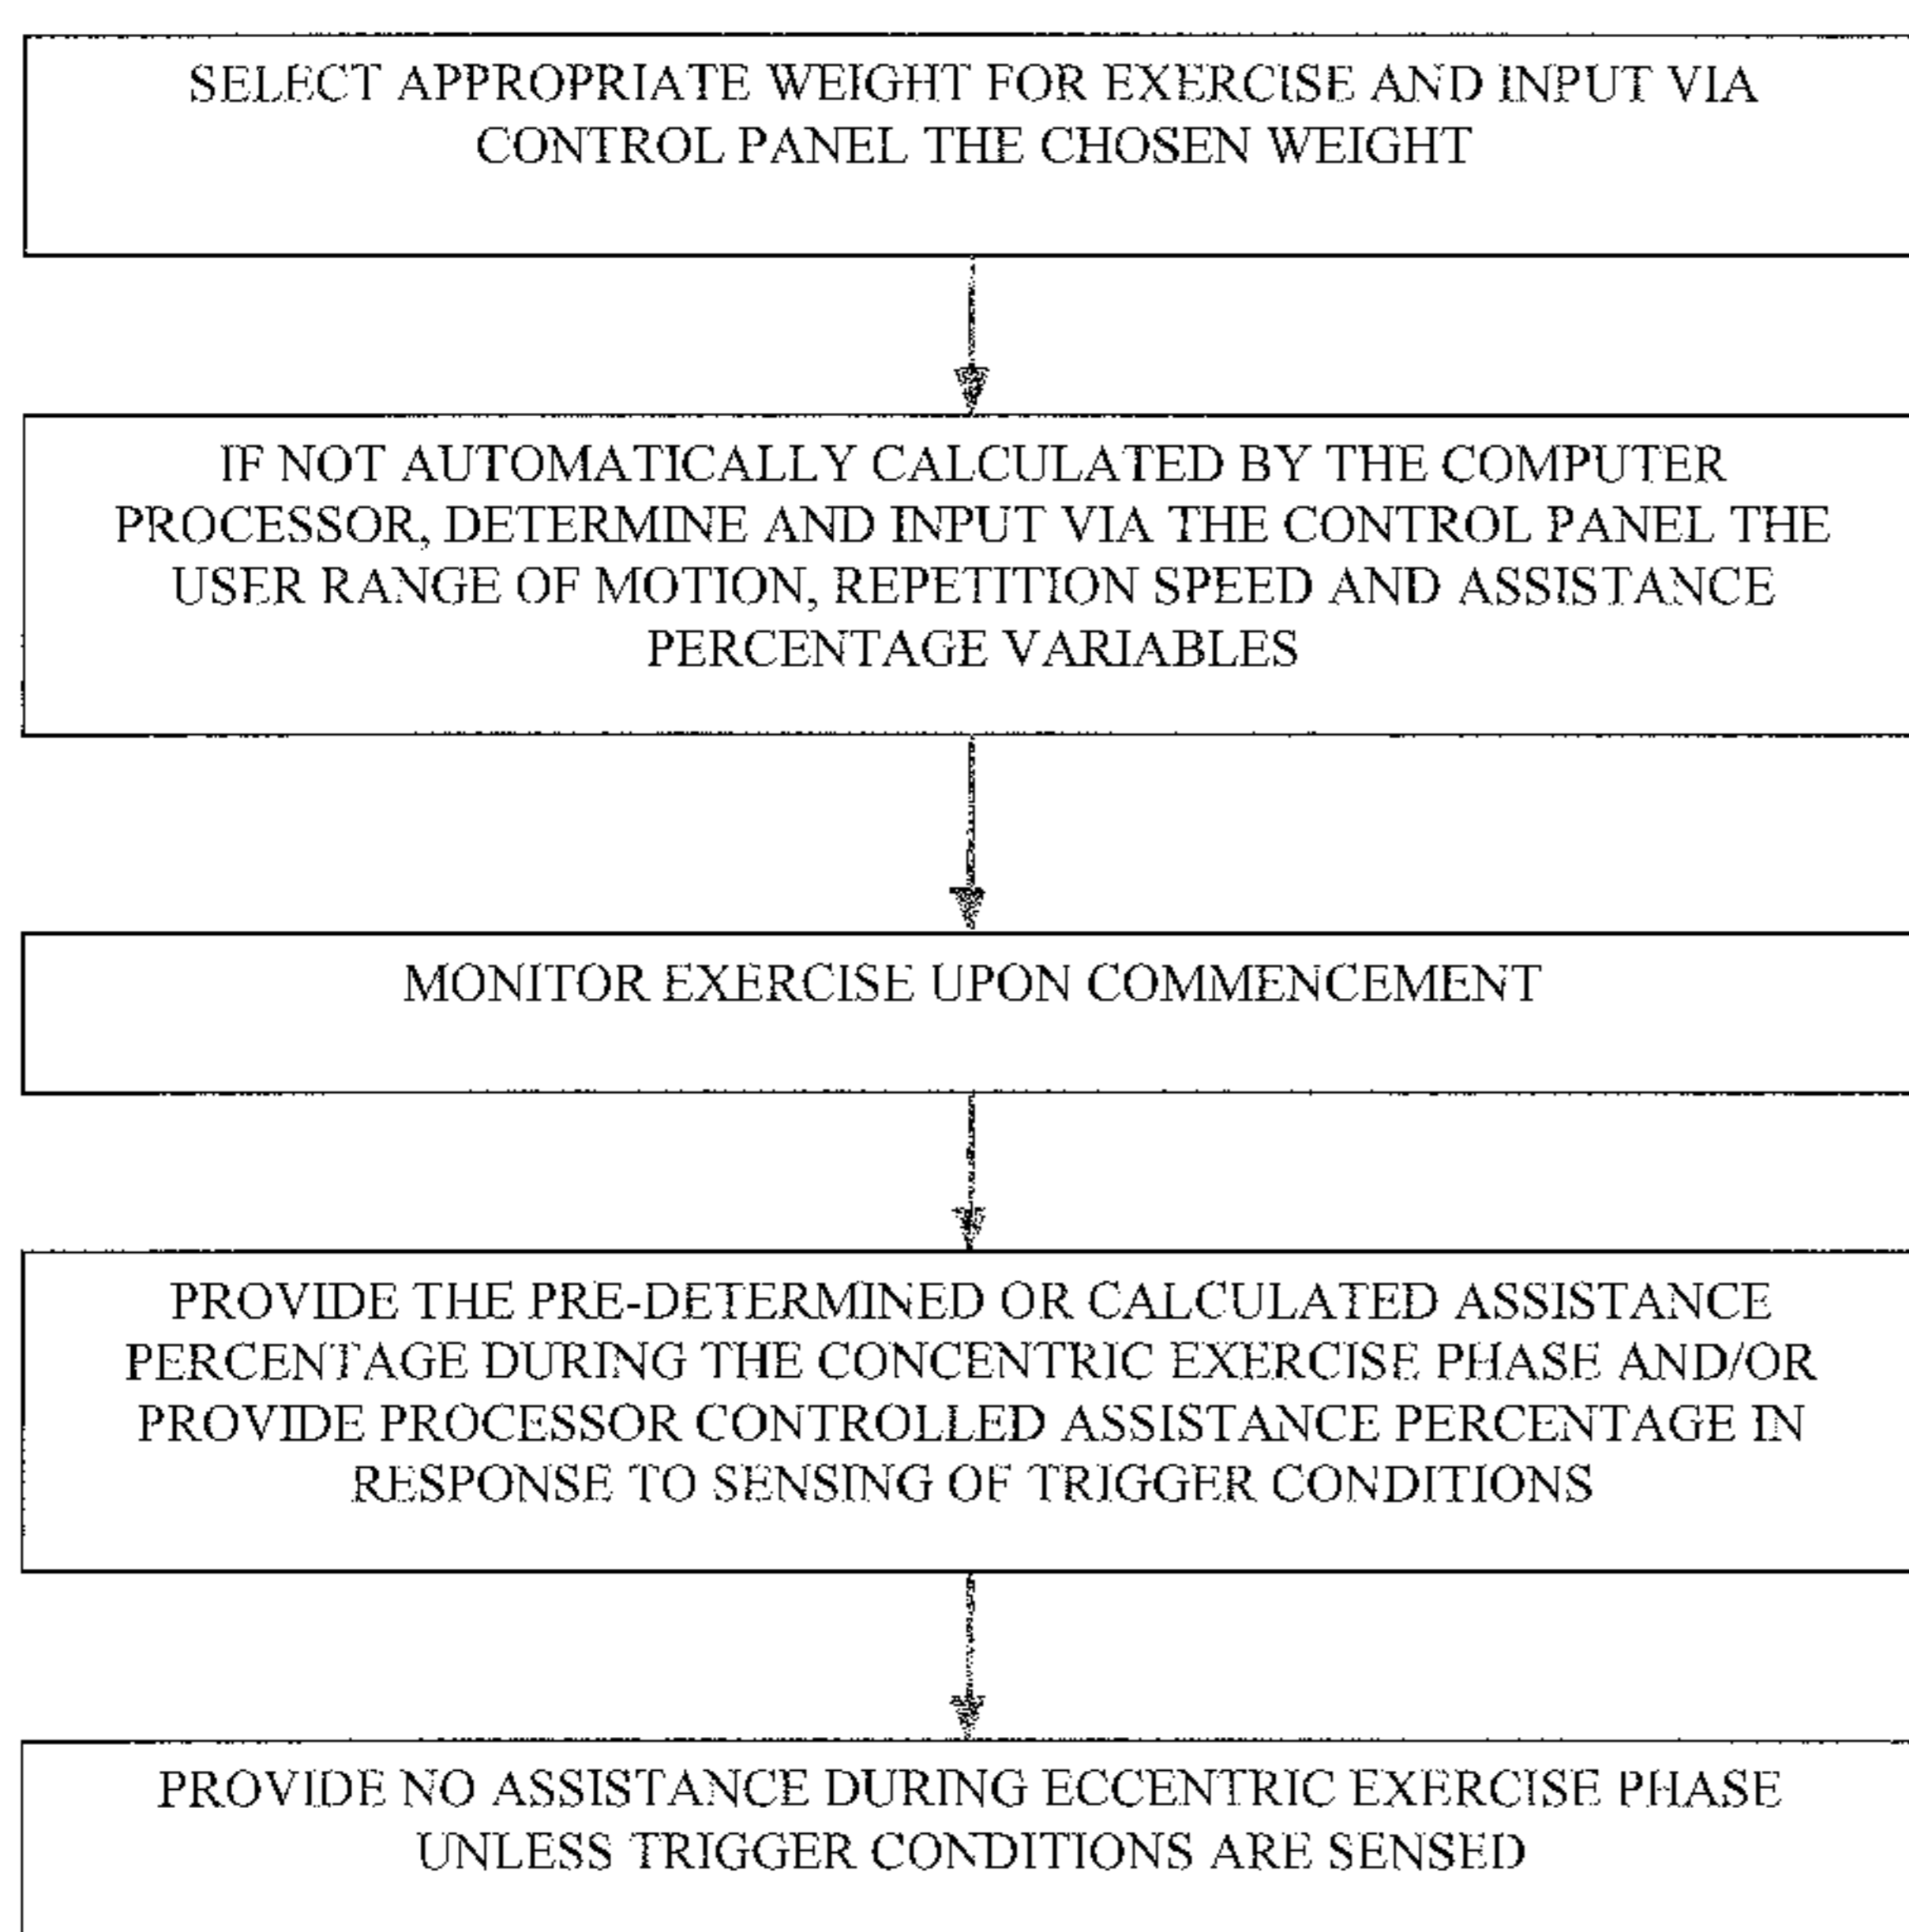 SELECT APPROPRIATE WEIGHT FOR EXERCISE AND INPUT VIA
CONTROL PANEL THE CHOSEN WEIGHT
IF NOT AUTOMATICALLY CALCULATED BY THE COMPUTER
PROCESSOR, DETERMINE AND INPUT VIA THE CONTROL PANEL THE
USER RANGE OF MOTION, REPETITION SPEED AND ASSISTANCE
PERCENTAGE VARIABLES
MONITOR EXERCISE UPON COMMENCEMENT
PROVIDE THE PRE-DETERMINED OR CALCULATED ASSISTANCE
PERCENTAGE DURING THE CONCENTRIC EXERCISE PHASE AND/OR
PROVIDE PROCESSOR CONTROLLED ASSISTANCE PERCENTAGE IN
RESPONSE TO SENSING OF TRIGGER CONDITIONS
PROVIDE NO ASSISTANCE DURING ECCENTRIC EXERCISE PHASE
UNLESS TRIGGER CONDITIONS ARE SENSED